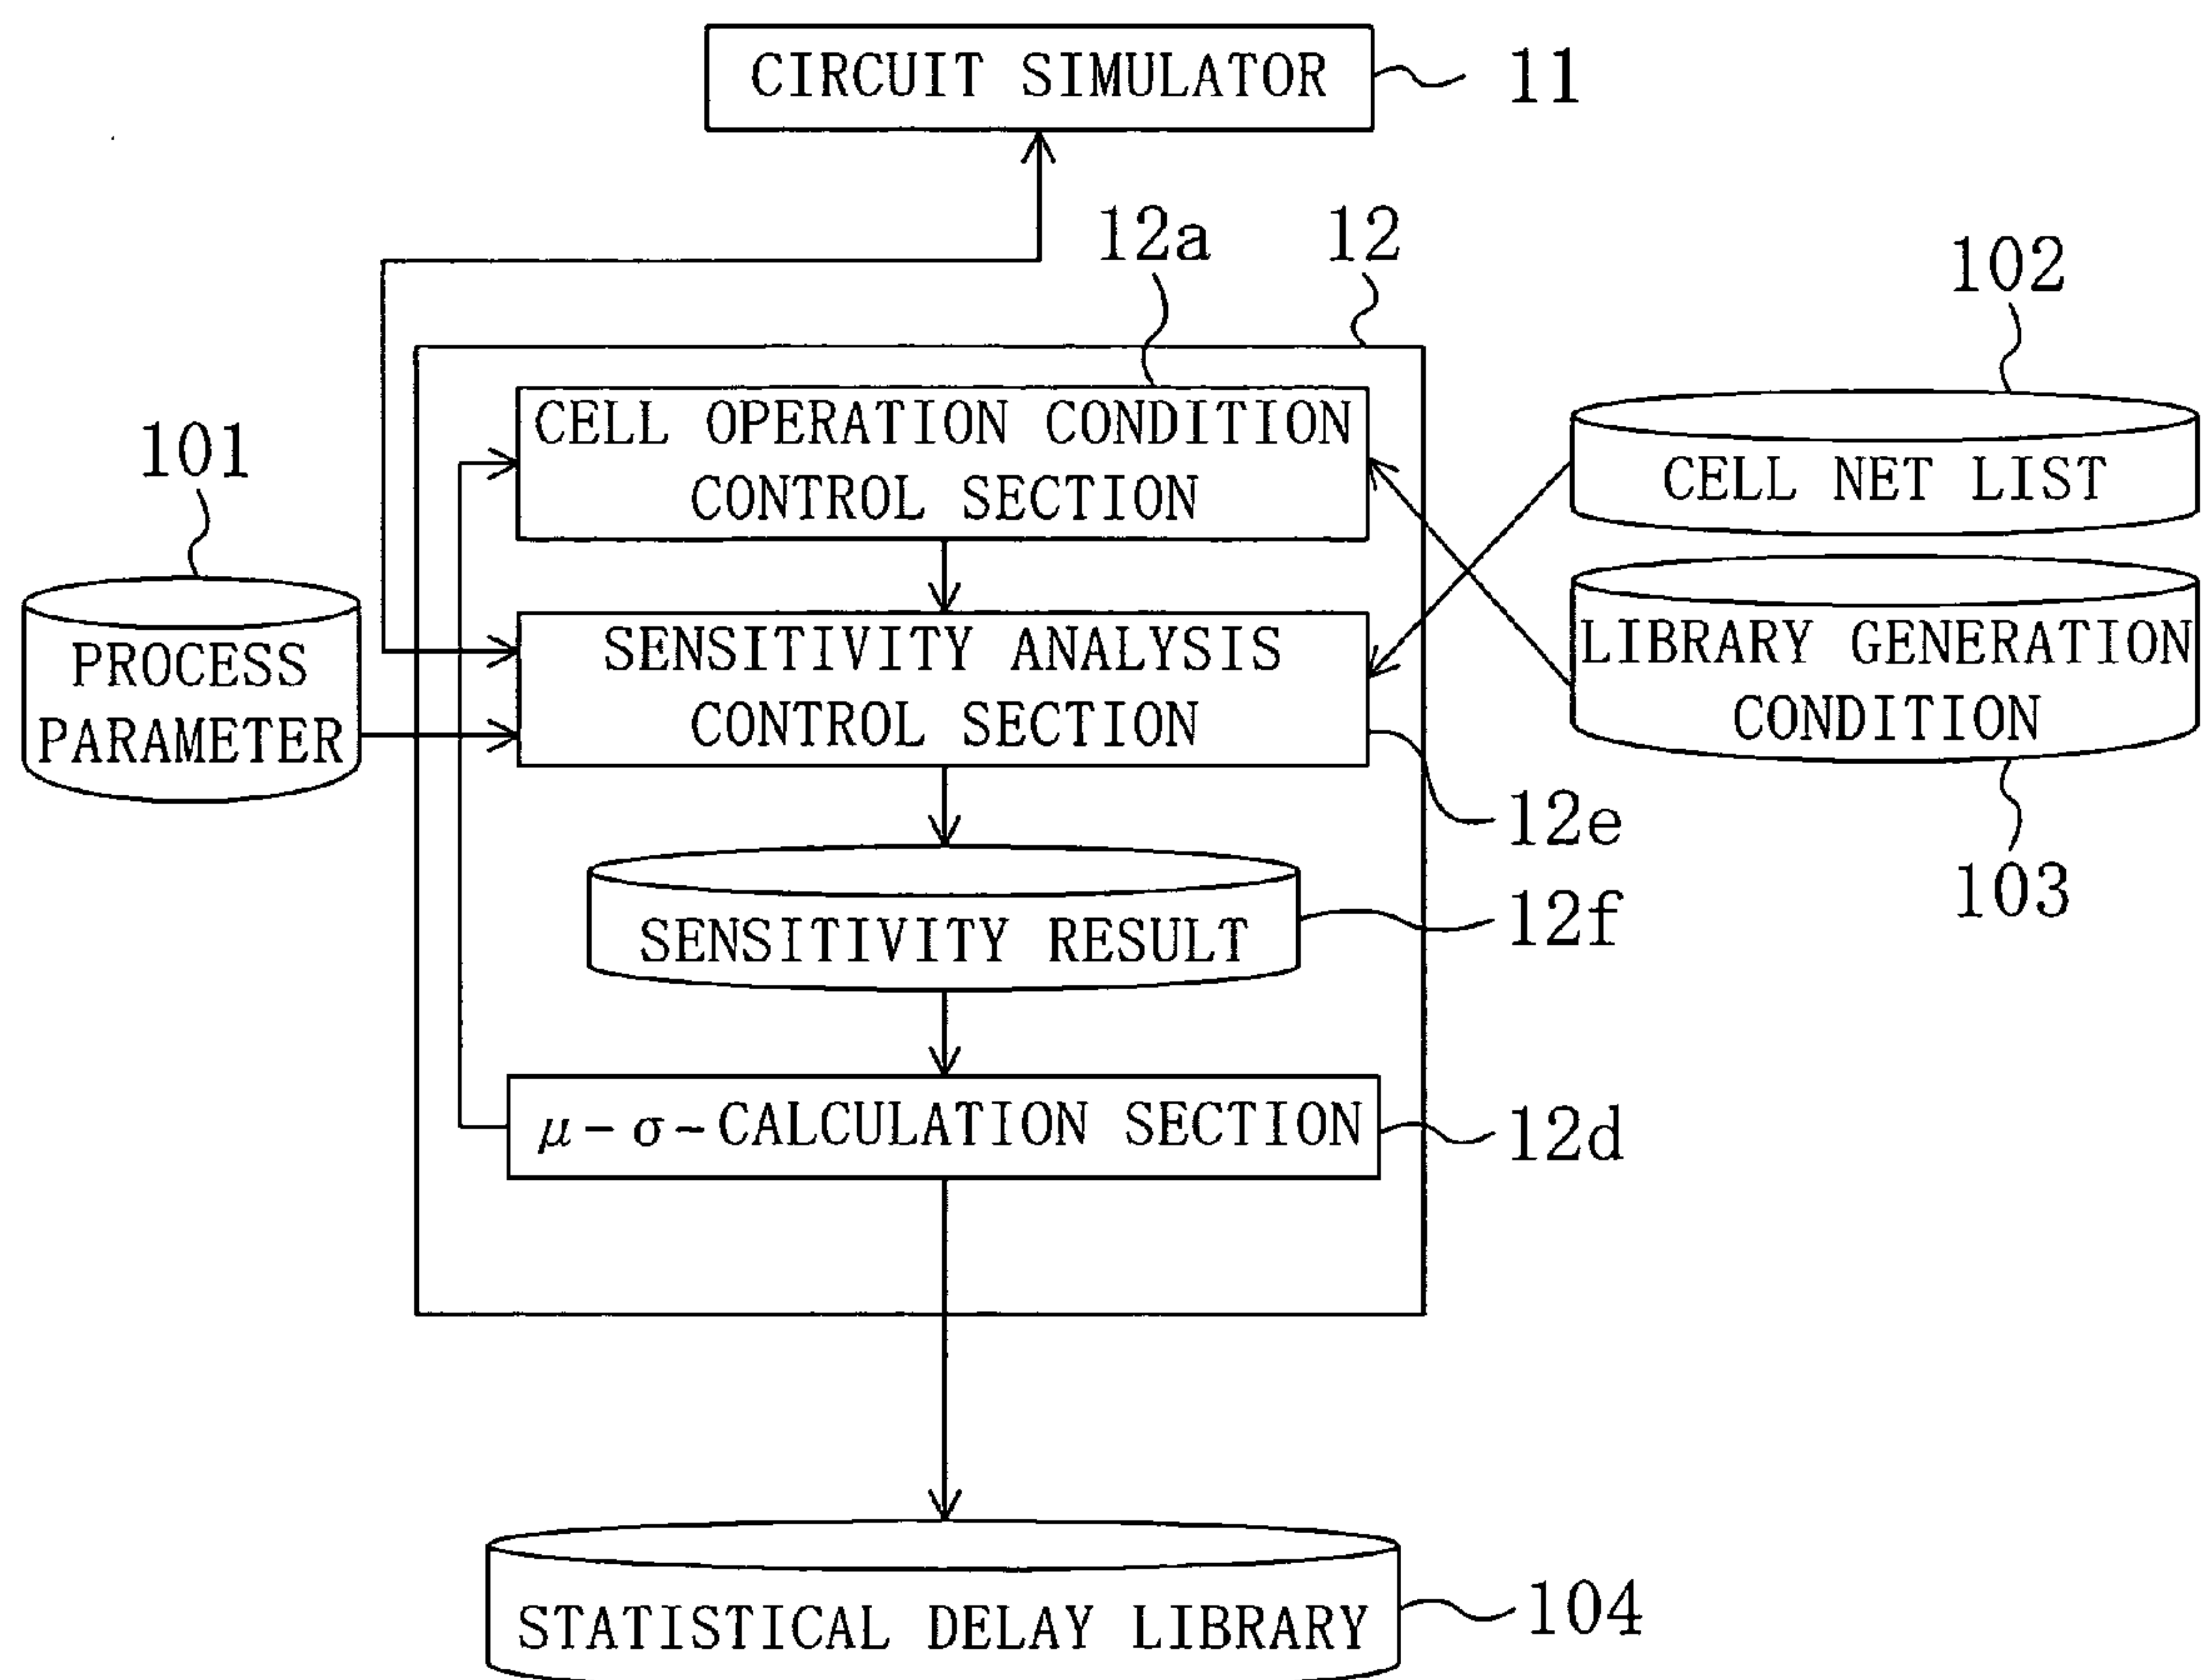 CIRCUIT SIMULATOR
11
12a
12
102
CELL OPERATION CONDITION
CONTROL SECTION
101
CELL NET LIST
PROCESS
PARAMETER
SENSITIVITY ANALYSIS
CONTROL SECTION
LIBRARY GENERATION
CONDITION
12e
103
SENSITIVITY RESULT
12f
μ-σ-CALCULATION SECTION
12d
STATISTICAL DELAY LIBRARY
104